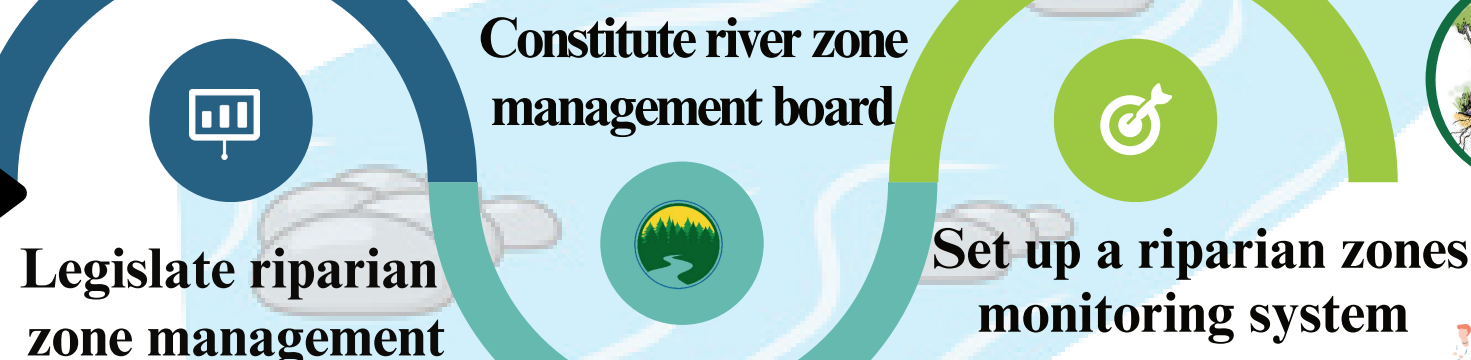 Legislate riparian
zone management
Constitute river zone
management board
Set up a riparian zones
monitoring system